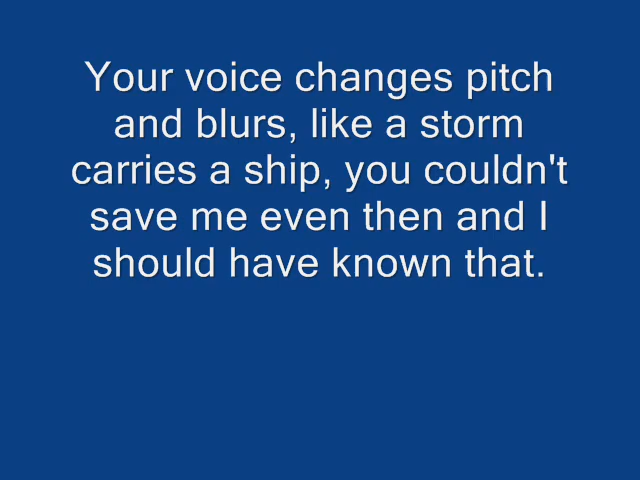 Your voice changes pitch
and blurs, like a storm
carries a ship, you couldn't
save me even then and I
should have known that.